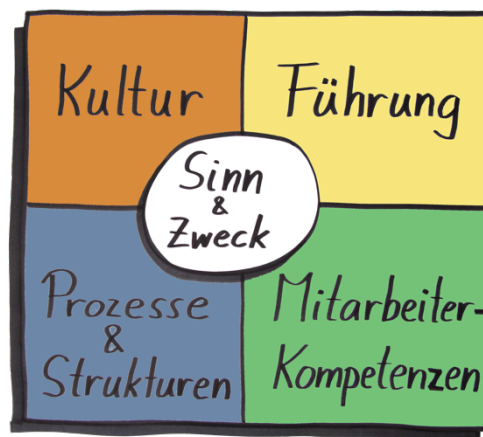 Kultur
Führung
Sinn
&
Zweck
Prozesse
&
Strukturen
Mitarbeiter-
Kompetenzen